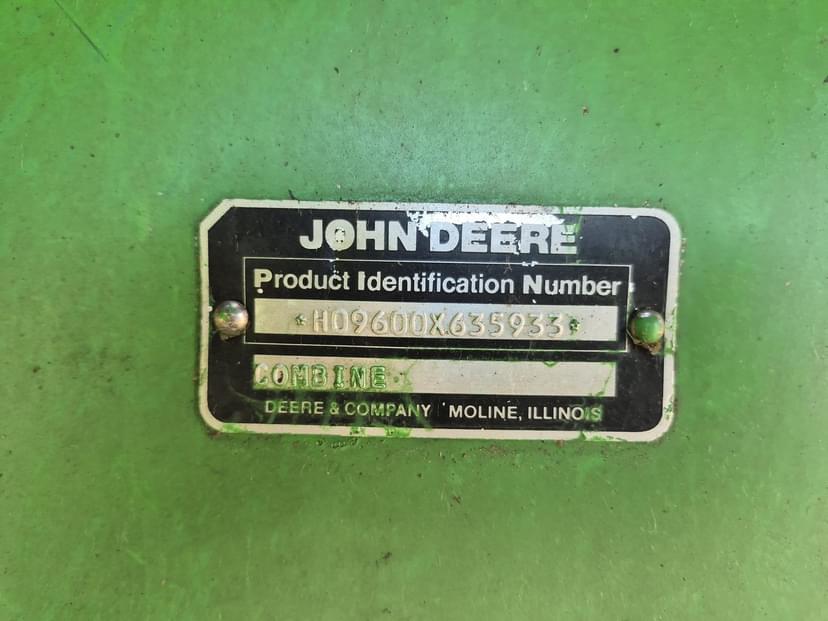 JOHN DEERE
Product Identification Number
*H09600X635933*
COMBINE
DEERE & COMPANY MOLINE, ILLINOIS